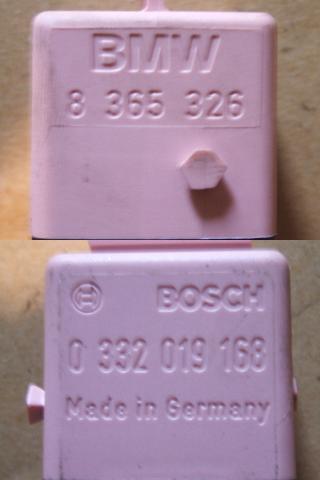 BMW
8 365 326
BOSCH
0 332 019 168
Made in Germany